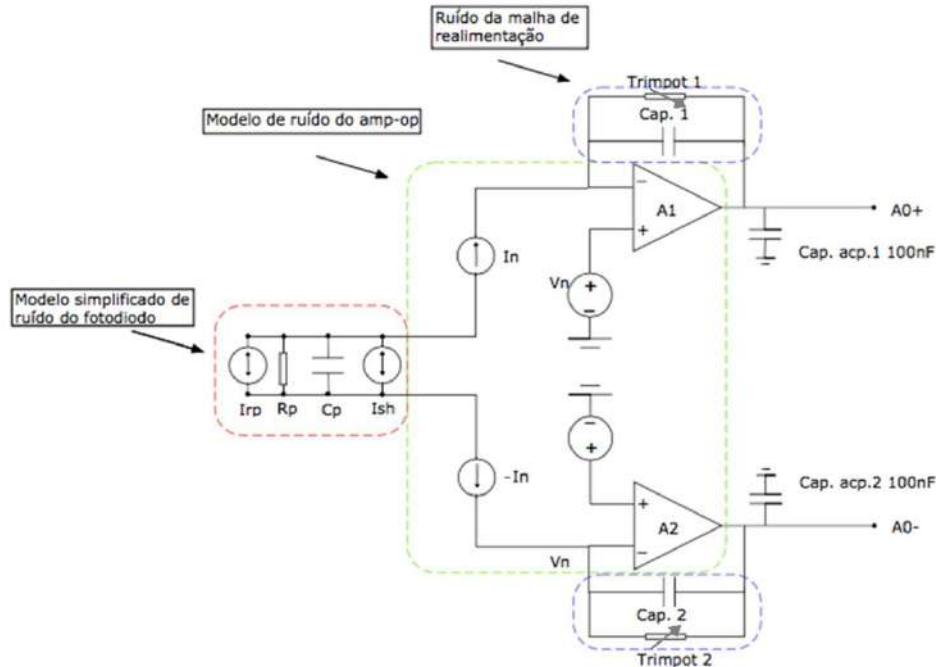 Ruído da malha de
realimentação
Trimpot 1
Cap. 1
Modelo de ruído do amp-op
A1
A0+
Cap. acp.1 100nF
In
Vn
Modelo simplificado de
ruído do fotodiodo
Irp
Rp
Cp
Ish
-In
Cap. acp.2 100nF
A2
A0-
Vn
Cap. 2
Trimpot 2